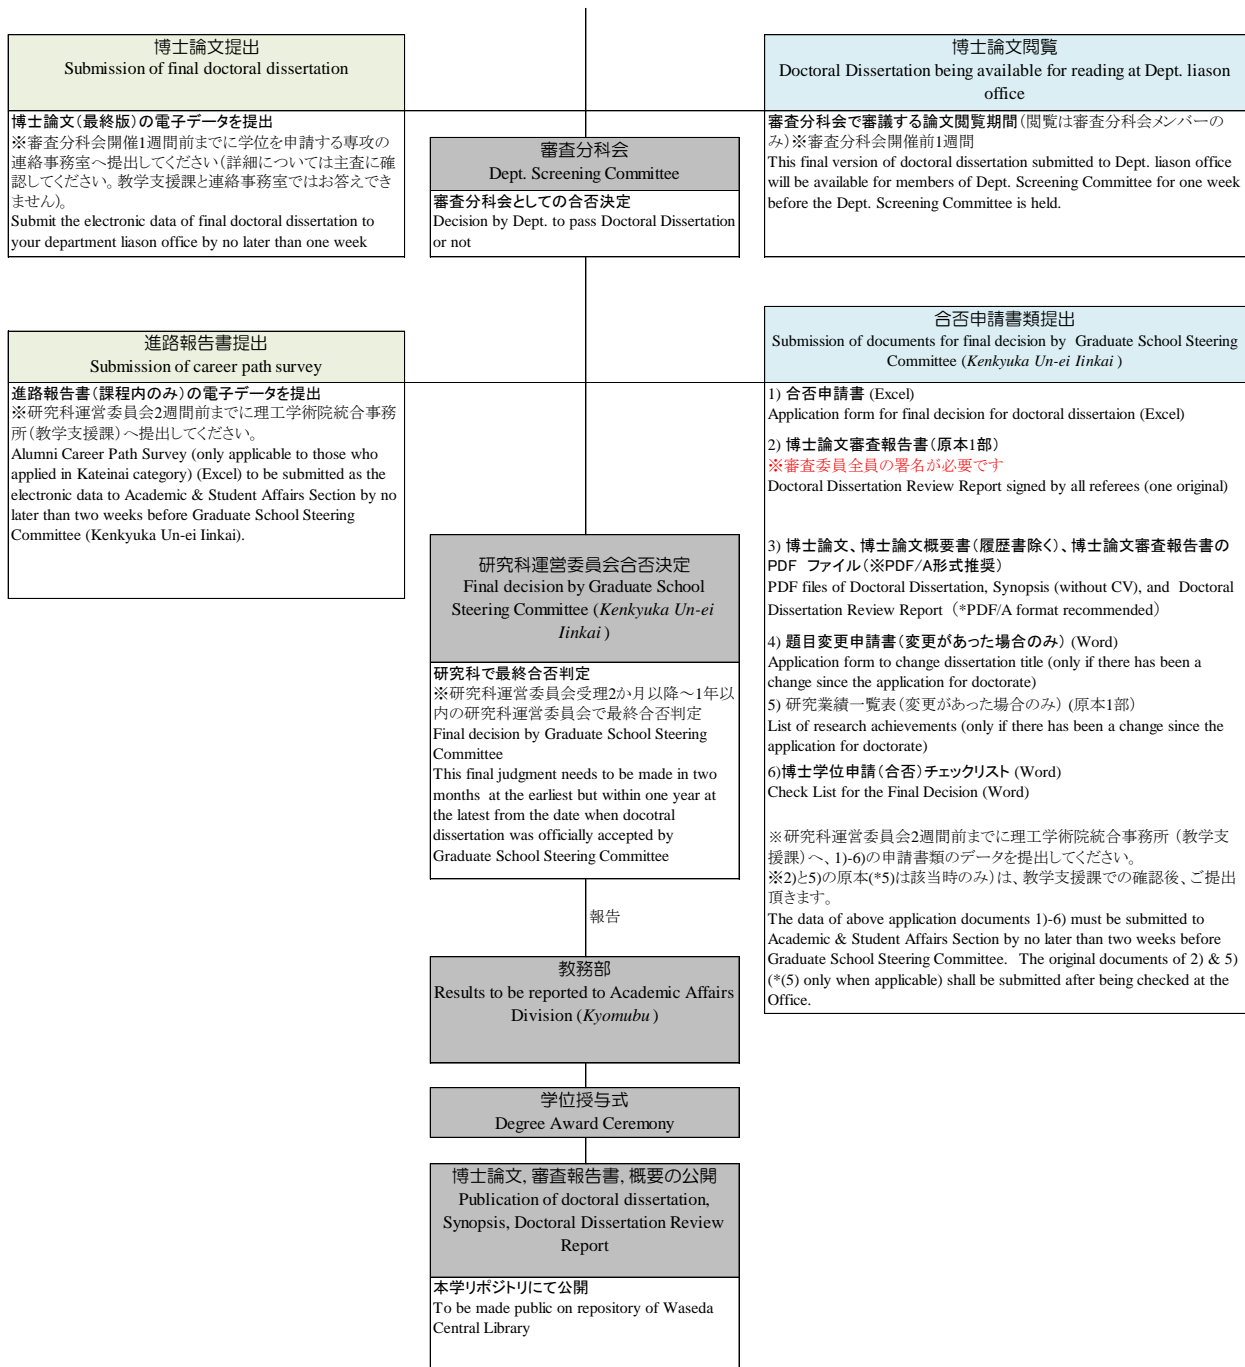 博士論文提出
Submission of final doctoral dissertation
博士論文（最終版）の電子データを提出
※審査分科会開催1週間前までに学位を申請する専攻の
連絡事務室へ提出してください（詳細については主査に確
認してください。教学支援課と連絡事務室ではお答えでき
ません）。
Submit the electronic data of final doctoral dissertation to
your department liason office by no later than one week
審査分科会
Dept. Screening Committee
審査分科会としての合否決定
Decision by Dept. to pass Doctoral Dissertation
or not
博士論文閲覧
Doctoral Dissertation being available for reading at Dept. liason
office
審査分科会で審議する論文閲覧期間（閲覧は審査分科会メンバーの
み）※審査分科会開催前1週間
This final version of doctoral dissertation submitted to Dept. liason office
will be available for members of Dept. Screening Committee for one week
before the Dept. Screening Committee is held.
進路報告書提出
Submission of career path survey
進路報告書（課程内のみ）の電子データを提出
※研究科運営委員会2週間前までに理工学術院統合事務
所（教学支援課）へ提出してください。
Alumni Career Path Survey (only applicable to those who
applied in Kateinai category) (Excel) to be submitted as the
electronic data to Academic & Student Affairs Section by no
later than two weeks before Graduate School Steering
Committee (Kenkyuka Un-ei Iinkai).
合否申請書類提出
Submission of documents for final decision by Graduate School Steering
Committee (Kenkyuka Un-ei Iinkai )
1) 合否申請書 (Excel)
Application form for final decision for doctoral dissertaion (Excel)
2) 博士論文審査報告書（原本1部）
※審査委員全員の署名が必要です
Doctoral Dissertation Review Report signed by all referees (one original)
3) 博士論文、博士論文概要書（履歴書除く）、博士論文審査報告書の
PDF ファイル（※PDF/A形式推奨）
PDF files of Doctoral Dissertation, Synopsis (without CV), and Doctoral
Dissertation Review Report （*PDF/A format recommended）
4) 題目変更申請書（変更があった場合のみ） (Word)
Application form to change dissertation title (only if there has been a
change since the application for doctorate)
5) 研究業績一覧表（変更があった場合のみ） (原本1部）
List of research achievements (only if there has been a change since the
application for doctorate)
6)博士学位申請（合否）チェックリスト (Word)
Check List for the Final Decision (Word)
※研究科運営委員会2週間前までに理工学術院統合事務所 （教学支
援課）へ、1)-6)の申請書類のデータを提出してください。
※2)と5)の原本(*5)は該当時のみ）は、教学支援課での確認後、ご提出
頂きます。
The data of above application documents 1)-6) must be submitted to
Academic & Student Affairs Section by no later than two weeks before
Graduate School Steering Committee. The original documents of 2) & 5)
(*(5) only when applicable) shall be submitted after being checked at the
Office.
研究科運営委員会合否決定
Final decision by Graduate School
Steering Committee (Kenkyuka Un-ei
Iinkai )
研究科で最終合否判定
※研究科運営委員会受理2か月以降～1年以
内の研究科運営委員会で最終合否判定
Final decision by Graduate School Steering
Committee
This final judgment needs to be made in two
months at the earliest but within one year at
the latest from the date when docotral
dissertation was officially accepted by
Graduate School Steering Committee
報告
教務部
Results to be reported to Academic Affairs
Division (Kyomubu )
学位授与式
Degree Award Ceremony
博士論文, 審査報告書, 概要の公開
Publication of doctoral dissertation,
Synopsis, Doctoral Dissertation Review
Report
本学リポジトリにて公開
To be made public on repository of Waseda
Central Library